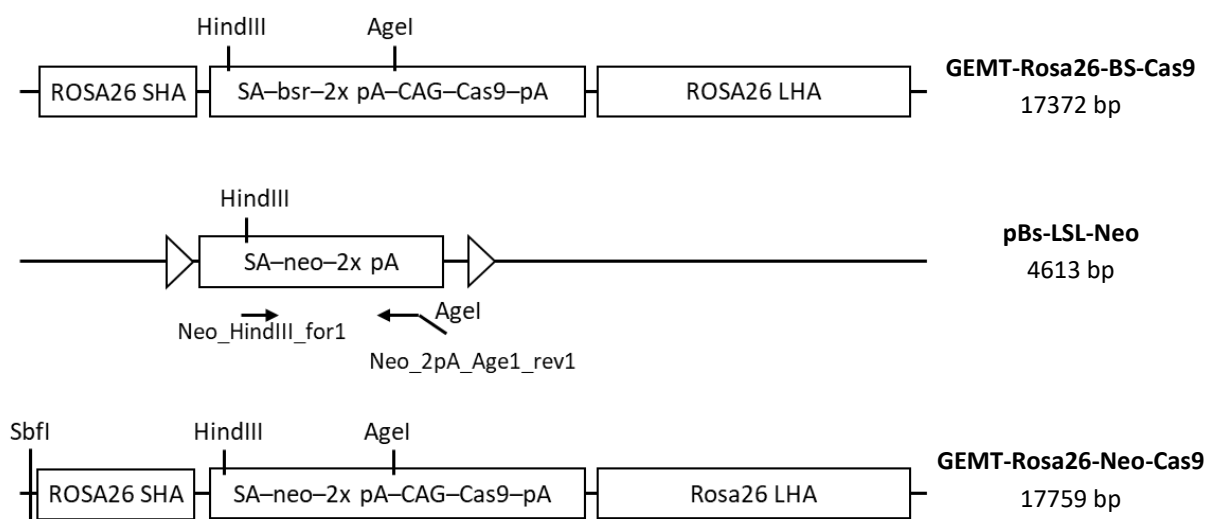 HindIII AgeI
ROSA26 SHA SA–bsr–2x pA–CAG–Cas9–pA ROSA26 LHA GEMT-Rosa26-BS-Cas9
17372 bp
HindIII
SA–neo–2x pA pBs-LSL-Neo
4613 bp
AgeI
Neo_HindIII_for1
Neo_2pA_Age1_rev1
SbfI HindIII AgeI
ROSA26 SHA SA–neo–2x pA–CAG–Cas9–pA Rosa26 LHA GEMT-Rosa26-Neo-Cas9
17759 bp